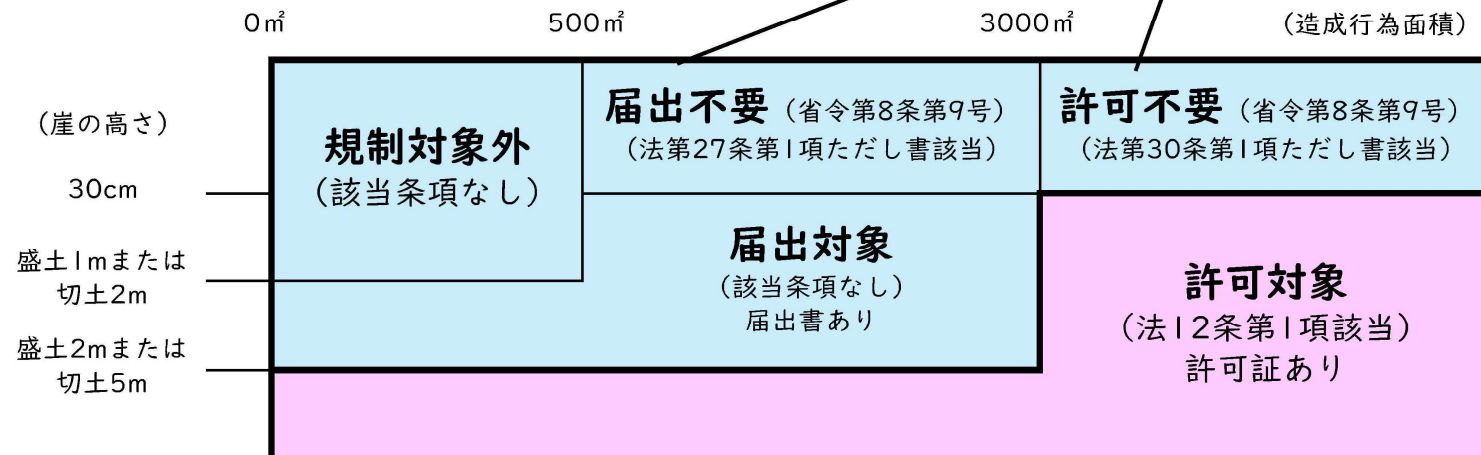 0㎡ 500㎡ 3000㎡ (造成行為面積)
(崖の高さ)
30cm
盛土1mまたは
切土2m
盛土2mまたは
切土5m
規制対象外
(該当条項なし)
届出不要(省令第8条第9号)
(法第27条第1項ただし書該当)
許可不要(省令第8条第9号)
(法第30条第1項ただし書該当)
届出対象
(該当条項なし)
届出書あり
許可対象
(法12条第1項該当)
許可証あり